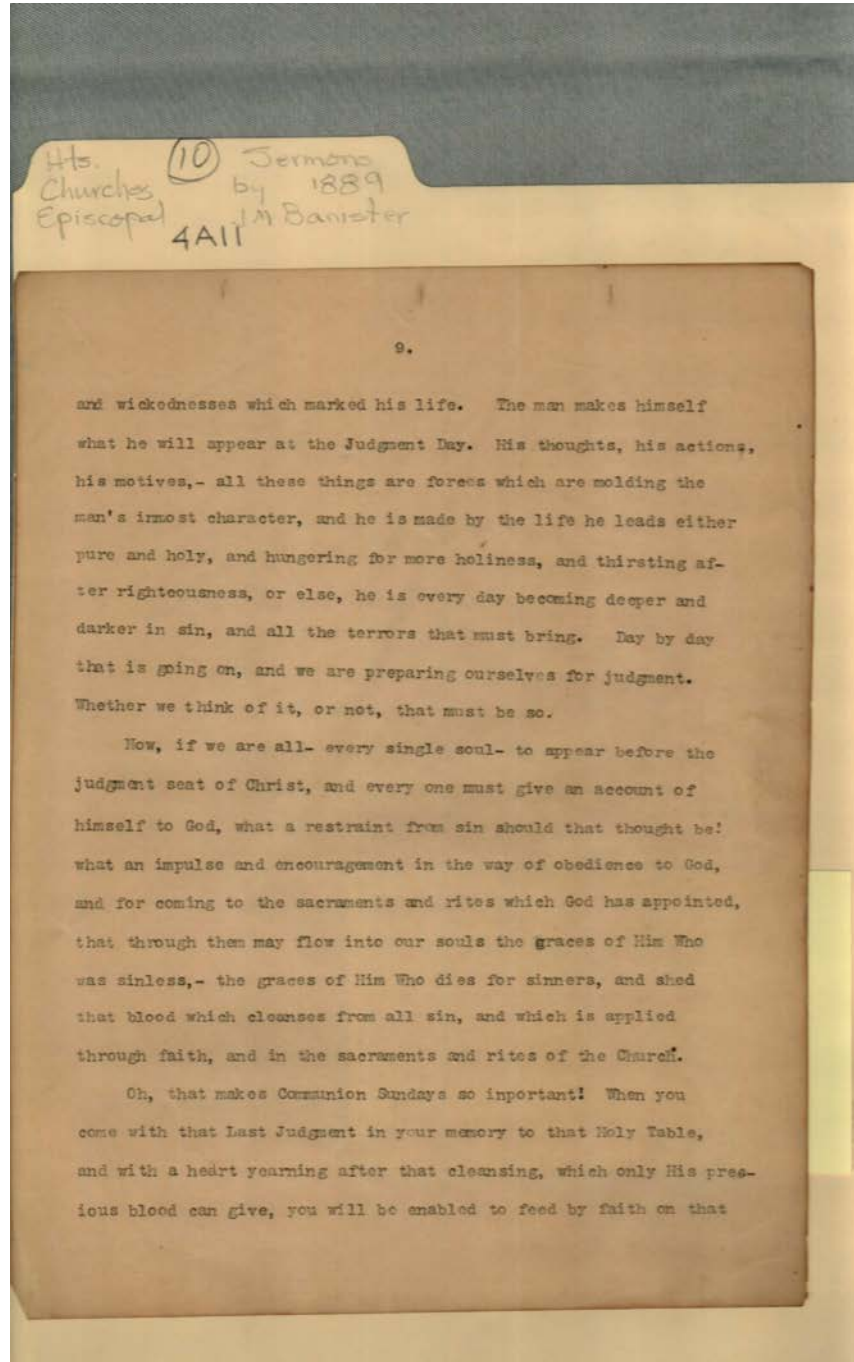 Hts. (10) Sermons
Churches by 1889
Episcopal J M Banister
4A11
9.
and wickednesses which marked his life. The man makes himself
what he will appear at the Judgment Day. His thoughts, his actions,
his motives,- all these things are forces which are molding the
man's inmost character, and he is made by the life he leads either
pure and holy, and hungering for more holiness, and thirsting af-
ter righteousness, or else, he is every day becoming deeper and
darker in sin, and all the terrors that must bring. Day by day
that is going on, and we are preparing ourselves for judgment.
Whether we think of it, or not, that must be so.
Now, if we are all- every single soul- to appear before the
judgment seat of Christ, and every one must give an account of
himself to God, what a restraint from sin should that thought be!
what an impulse and encouragement in the way of obedience to God,
and for coming to the sacraments and rites which God has appointed,
that through them may flow into our souls the graces of Him Who
was sinless,- the graces of Him Who dies for sinners, and shed
that blood which cleanses from all sin, and which is applied
through faith, and in the sacraments and rites of the Church.
Oh, that makes Communion Sundays so inportant! When you
come with that Last Judgment in your memory to that Holy Table,
and with a heart yearning after that cleansing, which only His prec-
ious blood can give, you will be enabled to feed by faith on that